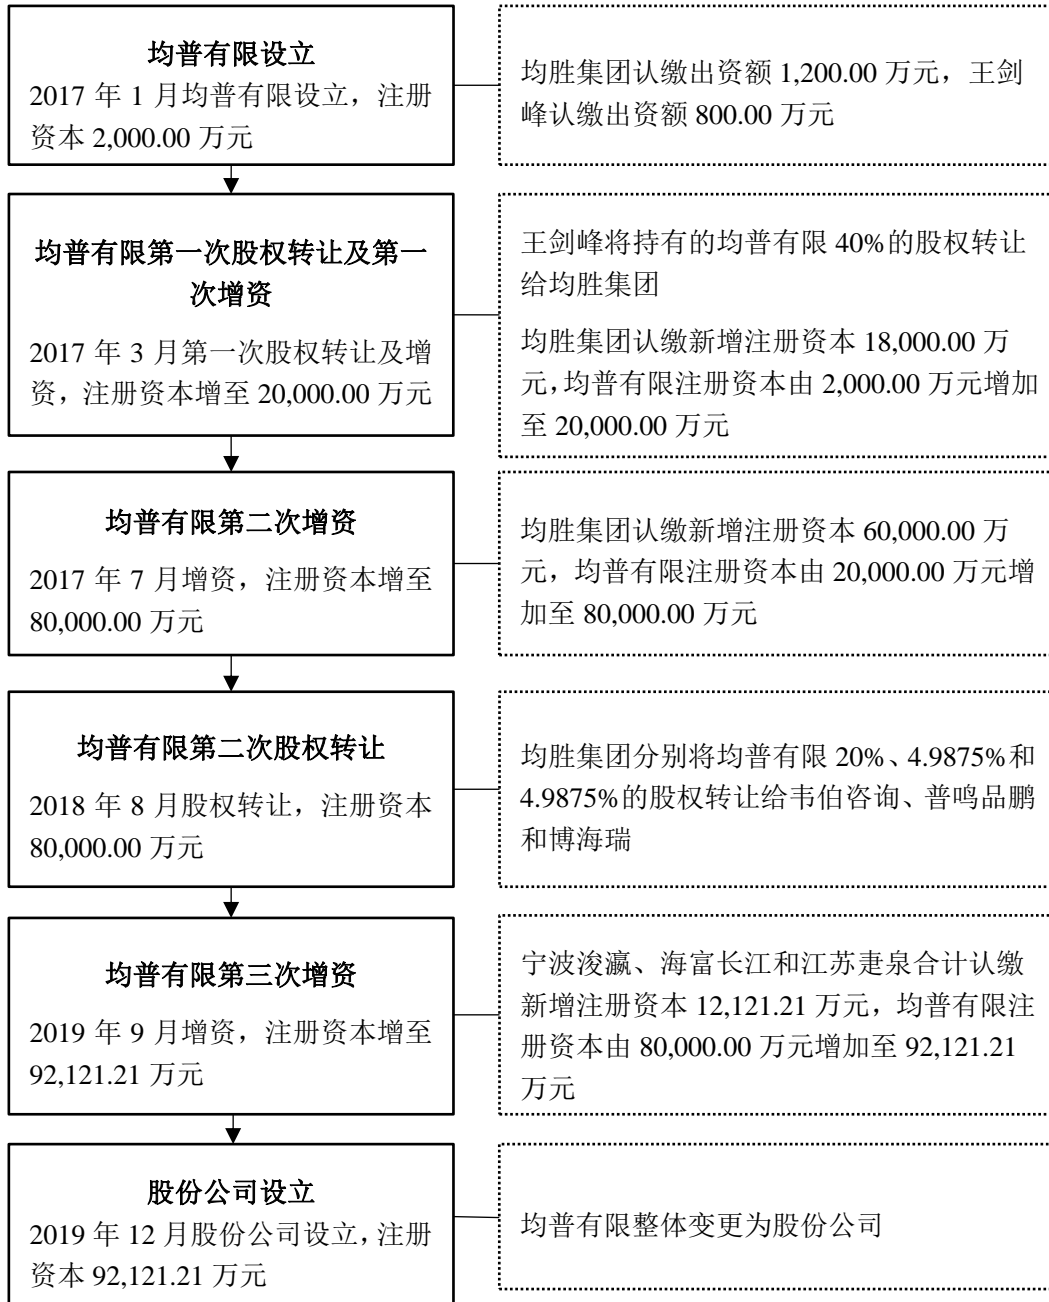 均普有限设立
2017 年 1 月均普有限设立，注册
资本 2,000.00 万元
均胜集团认缴出资额 1,200.00 万元，王剑
峰认缴出资额 800.00 万元
均普有限第一次股权转让及第一
次增资
2017 年 3 月第一次股权转让及增
资，注册资本增至 20,000.00 万元
王剑峰将持有的均普有限 40%的股权转让
给均胜集团
均胜集团认缴新增注册资本 18,000.00 万
元，均普有限注册资本由 2,000.00 万元增加
至 20,000.00 万元
均普有限第二次增资
2017 年 7 月增资，注册资本增至
80,000.00 万元
均胜集团认缴新增注册资本 60,000.00 万
元，均普有限注册资本由 20,000.00 万元增
加至 80,000.00 万元
均普有限第二次股权转让
2018 年 8 月股权转让，注册资本
80,000.00 万元
均胜集团分别将均普有限 20%、4.9875%和
4.9875%的股权转让给韦伯咨询、普鸣品鹏
和博海瑞
均普有限第三次增资
2019 年 9 月增资，注册资本增至
92,121.21 万元
宁波浚瀛、海富长江和江苏疌泉合计认缴
新增注册资本 12,121.21 万元，均普有限注
册资本由 80,000.00 万元增加至 92,121.21
万元
股份公司设立
2019 年 12 月股份公司设立，注册
资本 92,121.21 万元
均普有限整体变更为股份公司